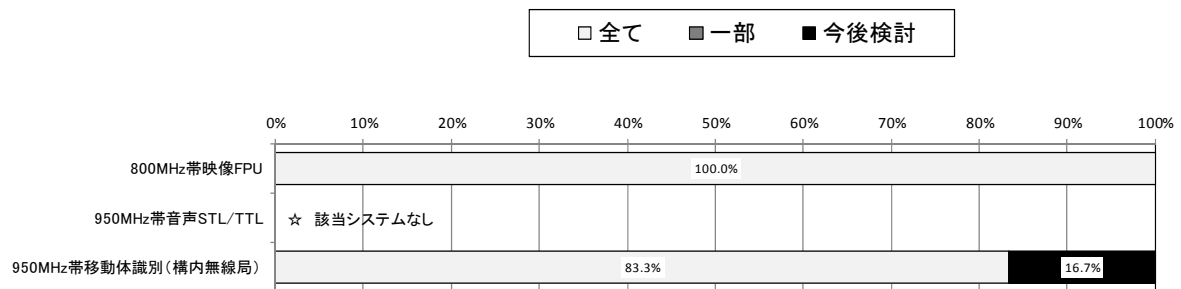 □全て ■一部 ■今後検討
0% 10% 20% 30% 40% 50% 60% 70% 80% 90% 100%
800MHz帯映像FPU 100.0%
950MHz帯音声STL/TTL ☆ 該当システムなし
950MHz帯移動体識別(構内無線局) 83.3% 16.7%